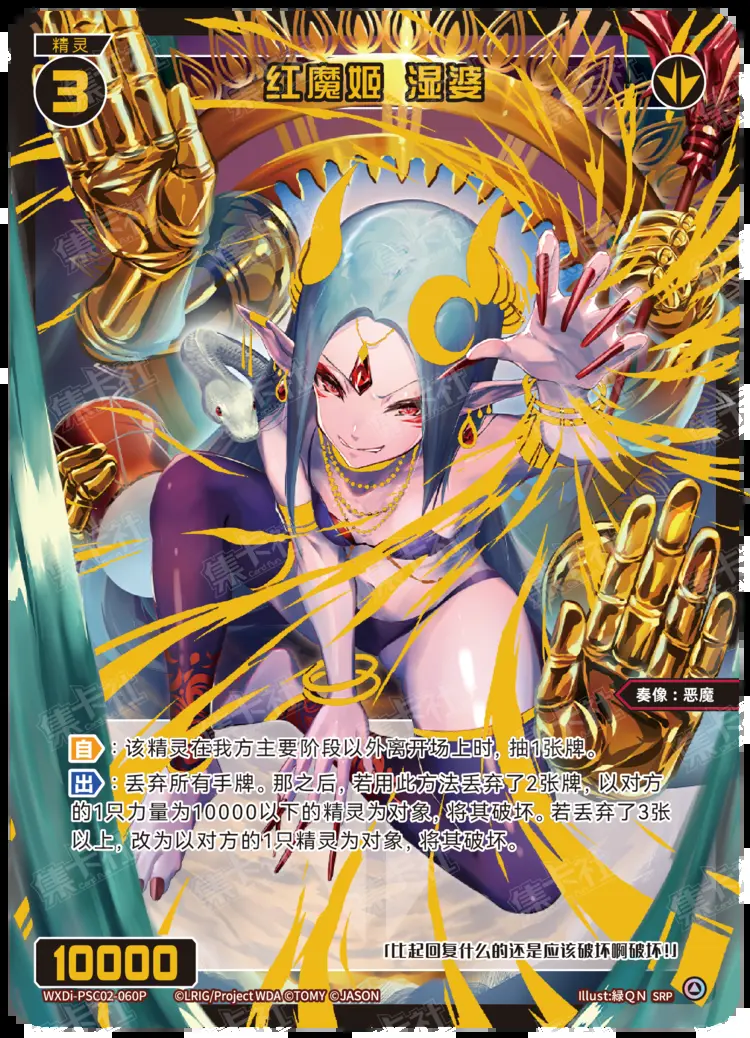 精灵
3
红魔姬 湿婆
奏像：恶魔
自：该精灵在我方主要阶段以外离开场上时，抽1张牌。
出：丢弃所有手牌。那之后，若用此方法丢弃了2张牌，以对方
的1只力量为10000以下的精灵为对象，将其破坏。若丢弃了3张
以上，改为以对方的1只精灵为对象，将其破坏。
「比起回复什么的还是应该破坏啊破坏!!」
10000
WXDi-PSC02-060P ©LRIG/Project WDA ©TOMY ©JASON Illust:緑QN SRP
集卡社